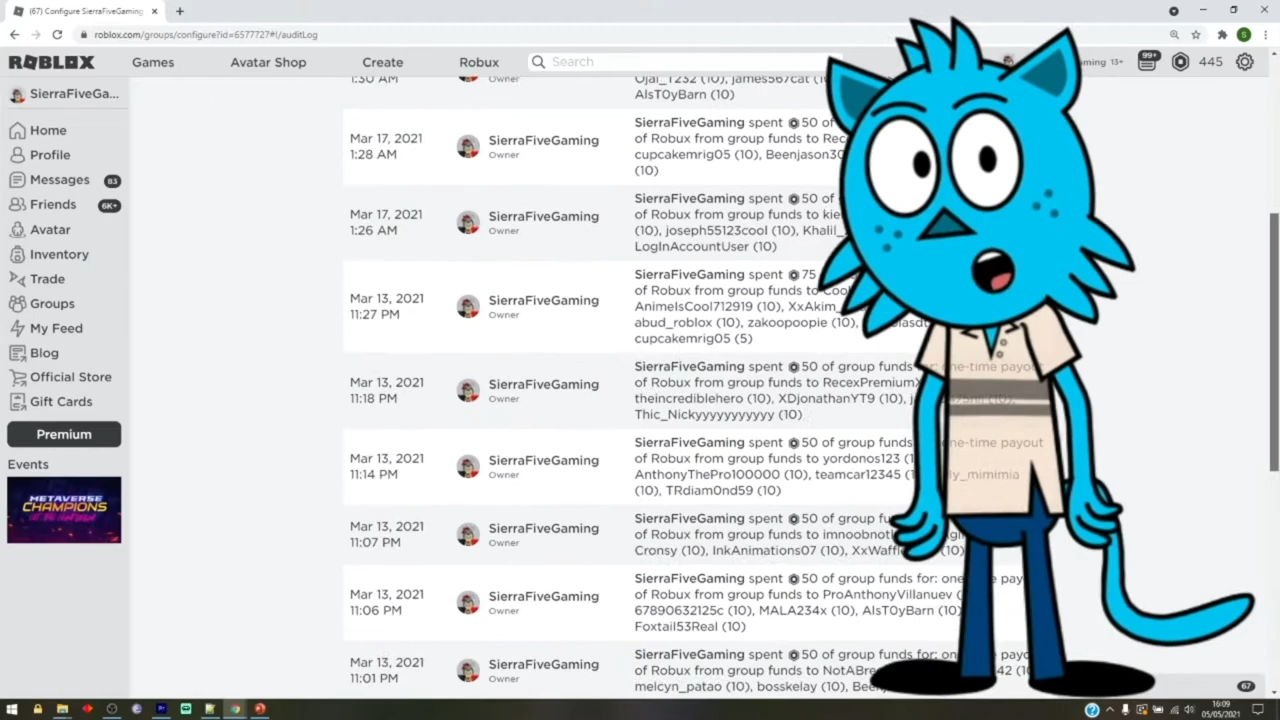 (67) Configure SierraFiveGaming
roblox.com/groups/configure?id=6577727#!/auditLog
S
ROBLOX
Games
Avatar Shop
Create
Robux
Search
ming 13+
99+
445
SierraFiveGa...
Home
Profile
Messages 83
Friends 6K+
Avatar
Inventory
Trade
Groups
My Feed
Blog
Official Store
Gift Cards
Premium
Events
METAVERSE
CHAMPIONS
1:30 AM
Owner
james567cat (10),
AlsT0yBarn (10)
Mar 17, 2021
1:28 AM
SierraFiveGaming
Owner
SierraFiveGaming spent 50 of
of Robux from group funds to
cupcakemrig05 (10),
(10)
Mar 17, 2021
1:26 AM
SierraFiveGaming
Owner
SierraFiveGaming spent 50 of
of Robux from group funds to
(10), joseph55123cool (10),
LogInAccountUser (10)
Mar 13, 2021
11:27 PM
SierraFiveGaming
Owner
SierraFiveGaming spent 75
of Robux from group funds to
AnimeIsCool712919 (10),
abud_roblox (10), zakoopoopie (10),
cupcakemrig05 (5)
Mar 13, 2021
11:18 PM
SierraFiveGaming
Owner
SierraFiveGaming spent 50 of group funds for: one-time payout
of Robux from group funds to
theincrediblehero (10), XDjonathanYT9 (10),
Thic_Nickyyyyyyyyyyy (10)
Mar 13, 2021
11:14 PM
SierraFiveGaming
Owner
SierraFiveGaming spent 50 of group funds one-time payout
of Robux from group funds to yordonos123
AnthonyThePro100000 (10), teamcar12345
(10), TRdiam0nd59 (10)
Mar 13, 2021
11:07 PM
SierraFiveGaming
Owner
SierraFiveGaming spent 50 of group
of Robux from group funds to
Cronsy (10), InkAnimations07 (10),
Mar 13, 2021
11:06 PM
SierraFiveGaming
Owner
SierraFiveGaming spent 50 of group funds for:
of Robux from group funds to ProAnthonyVillanuev
67890632125c (10), MALA234x (10), AlsT0yBarn (10)
Foxtail53Real (10)
Mar 13, 2021
11:01 PM
SierraFiveGaming
Owner
SierraFiveGaming spent 50 of group funds for:
of Robux from group funds to
melcyn_patao (10), bosskelay (10),
67
16:09
05/05/2021